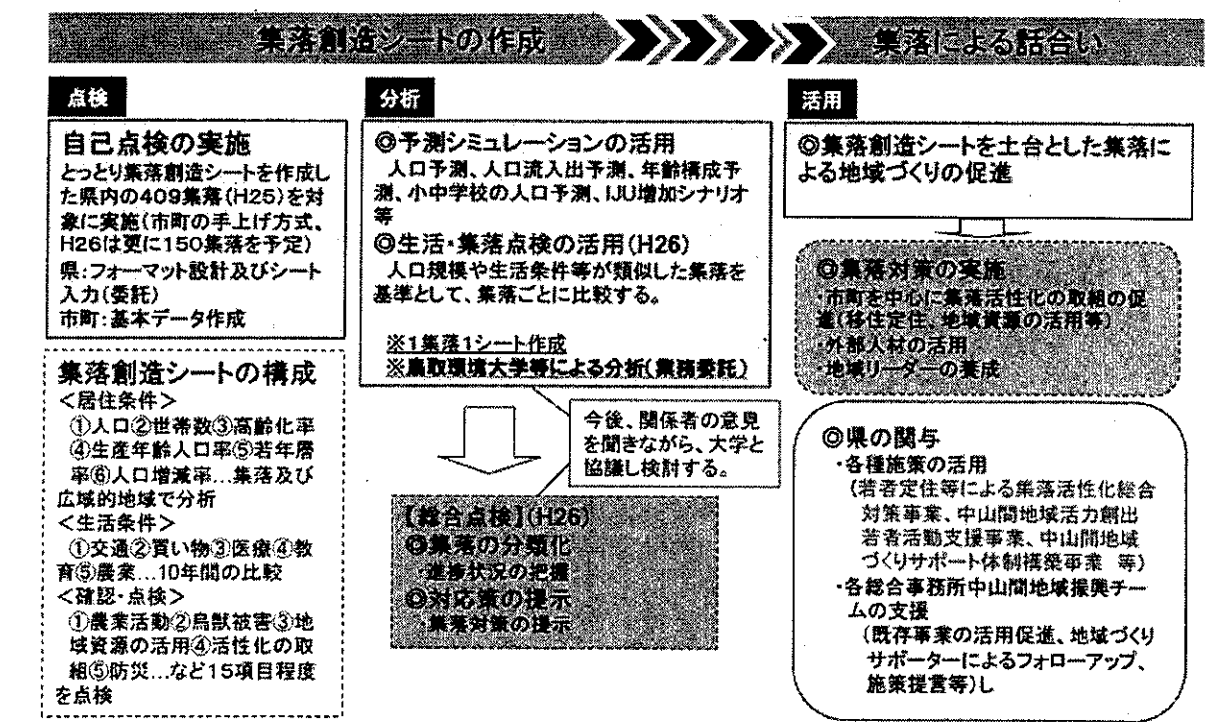 集落創造シートの作成
集落による話合い
点検
自己点検の実施
とっとり集落創造シートを作成し
た県内の409集落(H25)を対
象に実施(市町の手上げ方式、
H26は更に150集落を予定)
県:フォーマット設計及びシート
入力(委託)
市町:基本データ作成
集落創造シートの構成
<居住条件>
①人口②世帯数③高齢化率
④生産年齢人口率⑤若年層
率⑥人口増減率…集落及び
広域的地域で分析
<生活条件>
①交通②買い物③医療④教
育⑤農業…10年間の比較
<確認・点検>
①農業活動②鳥獣被害③地
域資源の活用④活性化の取
組⑤防災…など15項目程度
を点検
分析
◎予測シミュレーションの活用
人口予測、人口流入出予測、年齢構成予
測、小中学校の人口予測、IJU増加シナリオ
等
◎生活・集落点検の活用(H26)
人口規模や生活条件等が類似した集落を
基準として、集落ごとに比較する。
※1集落1シート作成
※鳥取環境大学等による分析(業務委託)
今後、関係者の意見
を聞きながら、大学と
協議し検討する。
【総合点検】(H26)
◎集落の分類化
・進捗状況の把握
◎対応策の提示
・集落対策の提示
活用
◎集落創造シートを土台とした集落に
よる地域づくりの促進
◎集落対策の実施
・市町を中心に集落活性化の取組の促
進(移住定住、地域資源の活用等)
・外部人材の活用
・地域リーダーの養成
◎県の関与
・各種施策の活用
(若者定住等による集落活性化総合
対策事業、中山間地域活力創出
若者活動支援事業、中山間地域
づくりサポート体制構築事業 等)
・各総合事務所中山間地域振興チー
ムの支援
(既存事業の活用促進、地域づくり
サポーターによるフォローアップ、
施策提言等)し